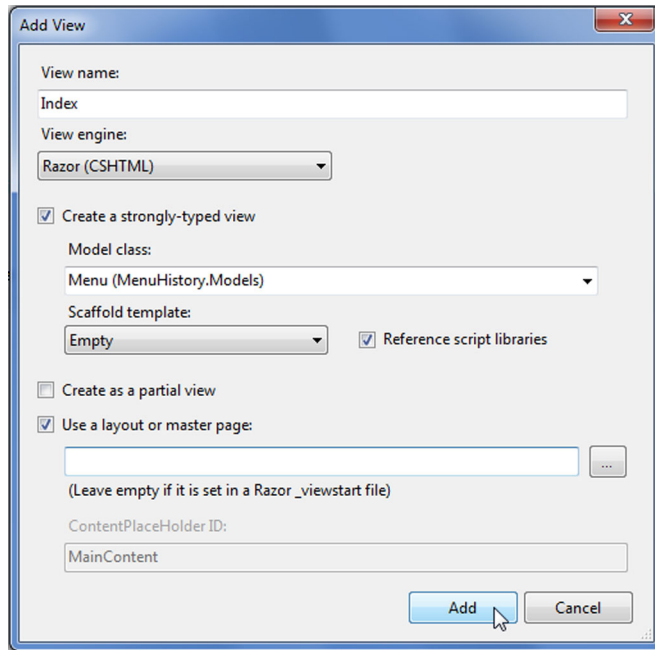 Add View
View name:
Index
View engine:
Razor (CSHTML)
Create a strongly-typed view
Model class:
Menu (MenuHistory.Models)
Scaffold template:
Empty
Reference script libraries
Create as a partial view
Use a layout or master page:
...
(Leave empty if it is set in a Razor _viewstart file)
ContentPlaceHolder ID:
MainContent
Add
Cancel